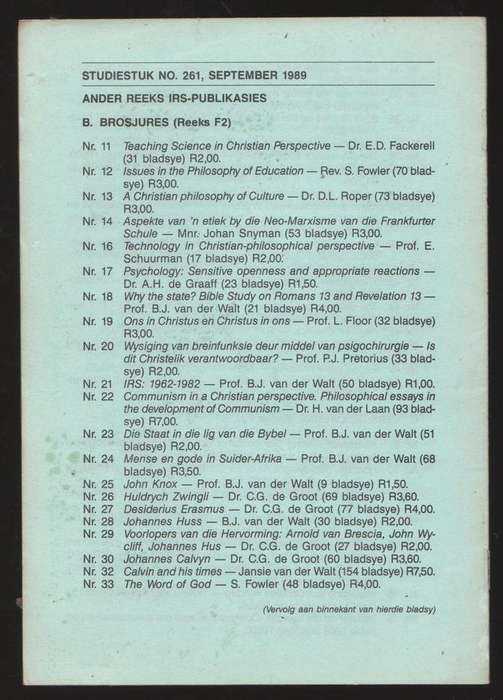 STUDIESTUK NO. 261, SEPTEMBER 1989
ANDER REEKS IRS-PUBLIKASIES
B. BROSJURES (Reeks F2)
Nr. 11 Teaching Science in Christian Perspective — Dr. E.D. Fackerell
(31 bladsye) R2,00.
Nr. 12 Issues in the Philosophy of Education — Rev. S. Fowler (70 blad-
sye) R3,00.
Nr. 13 A Christian philosophy of Culture — Dr. D.L. Roper (73 bladsye)
R3,00.
Nr. 14 Aspekte van 'n etiek by die Neo-Marxisme van die Frankfurter
Schule — Mnr. Johan Snyman (53 bladsye) R3,00.
Nr. 16 Technology in Christian-philosophical perspective — Prof. E.
Schuurman (17 bladsye) R2,00.
Nr. 17 Psychology: Sensitive openness and appropriate reactions —
Dr. A.H. de Graaff (23 bladsye) R1,50.
Nr. 18 Why the state? Bible Study on Romans 13 and Revelation 13 —
Prof. B.J. van der Walt (21 bladsye) R4,00.
Nr. 19 Ons in Christus en Christus in ons — Prof. L. Floor (32 bladsye)
R3,00.
Nr. 20 Wysiging van breinfunksie deur middel van psigochirurgie — Is
dit Christelik verantwoordbaar? — Prof. P.J. Pretorius (33 blad-
sye) R2,00.
Nr. 21 IRS: 1962-1982 — Prof. B.J. van der Walt (50 bladsye) R1,00.
Nr. 22 Communism in a Christian perspective. Philosophical essays in
the development of Communism — Dr. H. van der Laan (93 blad-
sye) R7,00.
Nr. 23 Die Staat in die lig van die Bybel — Prof. B.J. van der Walt (51
bladsye) R2,00.
Nr. 24 Mense en gode in Suider-Afrika — Prof. B.J. van der Walt (68
bladsye) R3,50.
Nr. 25 John Knox — Prof. B.J. van der Walt (9 bladsye) R1,50.
Nr. 26 Huldrych Zwingli — Dr. C.G. de Groot (69 bladsye) R3,60.
Nr. 27 Desiderius Erasmus — Dr. C.G. de Groot (77 bladsye) R4,00.
Nr. 28 Johannes Huss — B.J. van der Walt (30 bladsye) R2,00.
Nr. 29 Voorlopers van die Hervorming: Arnold van Brescia, John Wy-
cliff, Johannes Hus — Dr. C.G. de Groot (27 bladsye) R2,00.
Nr. 30 Johannes Calvyn — Dr. C.G. de Groot (60 bladsye) R3,60.
Nr. 32 Calvin and his times — Jansie van der Walt (154 bladsye) R7,50.
Nr. 33 The Word of God — S. Fowler (48 bladsye) R4,00.
(Vervolg aan binnekant van hierdie bladsy)